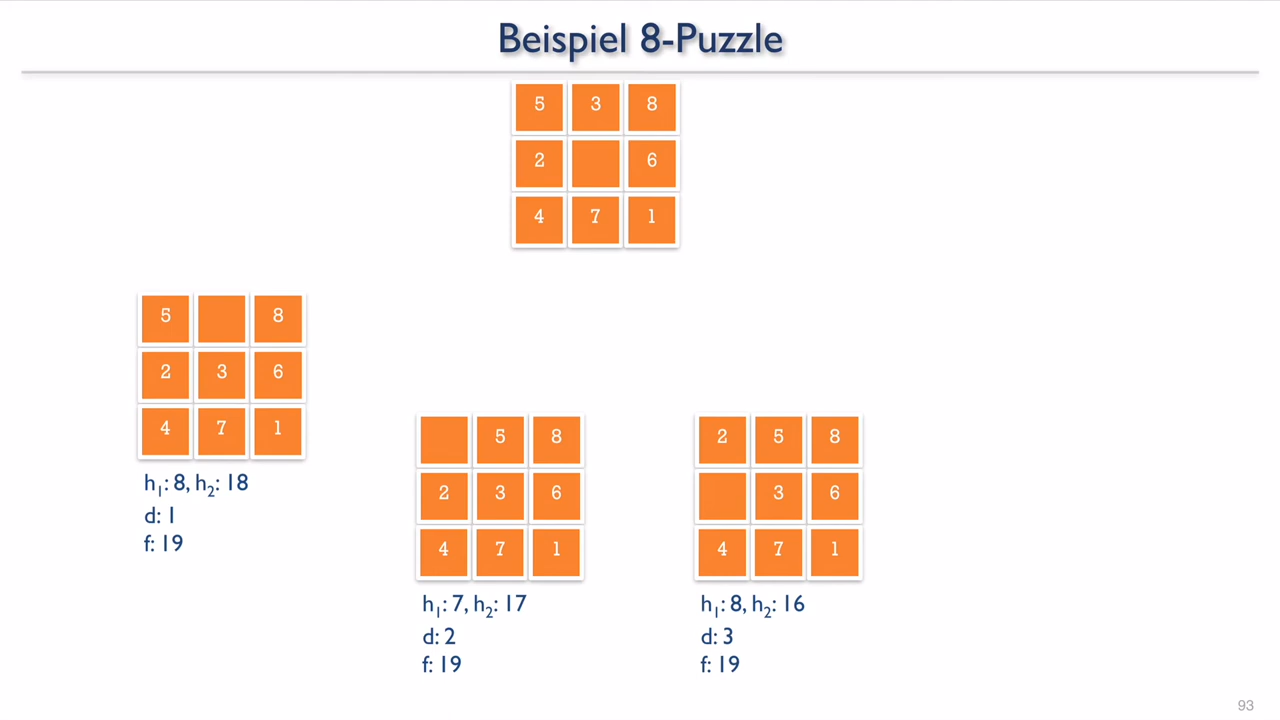 Beispiel 8-Puzzle
5 3 8
2 6
4 7 1
5 8
2 3 6
4 7 1
h₁: 8, h₂: 18
d: 1
f: 19
5 8
2 3 6
4 7 1
h₁: 7, h₂: 17
d: 2
f: 19
2 5 8
3 6
4 7 1
h₁: 8, h₂: 16
d: 3
f: 19
93